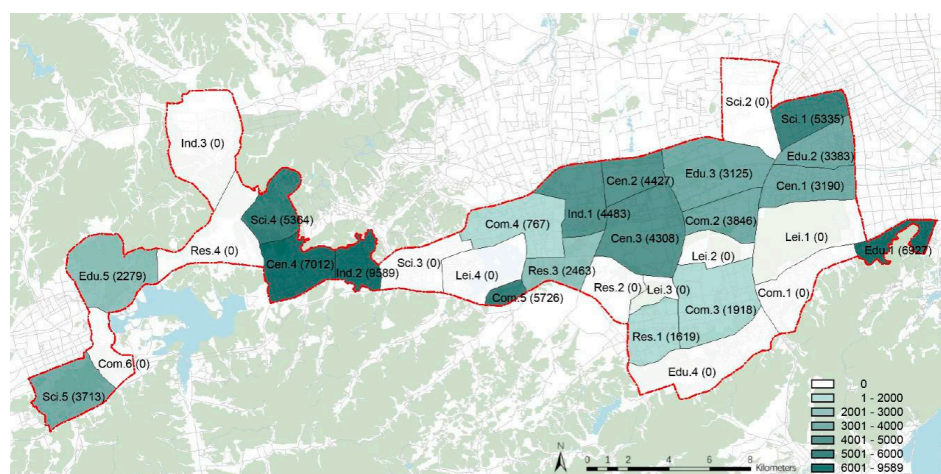 Sci.2 (0)
Sci.1 (5335)
Ind.3 (0)
Edu.2 (3383)
Cen.2 (4427)
Edu.3 (3125)
Cen.1 (3190)
Sci.4 (5364)
Com.4 (767)
Ind.1 (4483)
Com.2 (3846)
Cen.3 (4308)
Lei.1 (0)
Res.4 (0)
Edu.1 (6927)
Lei.2 (0)
Cen.4 (7012)
Ind.2 (9589)
Sci.3 (0)
Lei.4 (0)
Res.3 (2463)
Edu.5 (2279)
Res.2 (0)
Lei.3 (0)
Com.1 (0)
Com.5 (5726)
Com.3 (1918)
Res.1 (1619)
Com.6 (0)
Edu.4 (0)
Sci.5 (3713)
0
1 - 2000
2001 - 3000
3001 - 4000
4001 - 5000
5001 - 6000
6001 - 9589
N
0 1 2 4 6 8
Kilometers